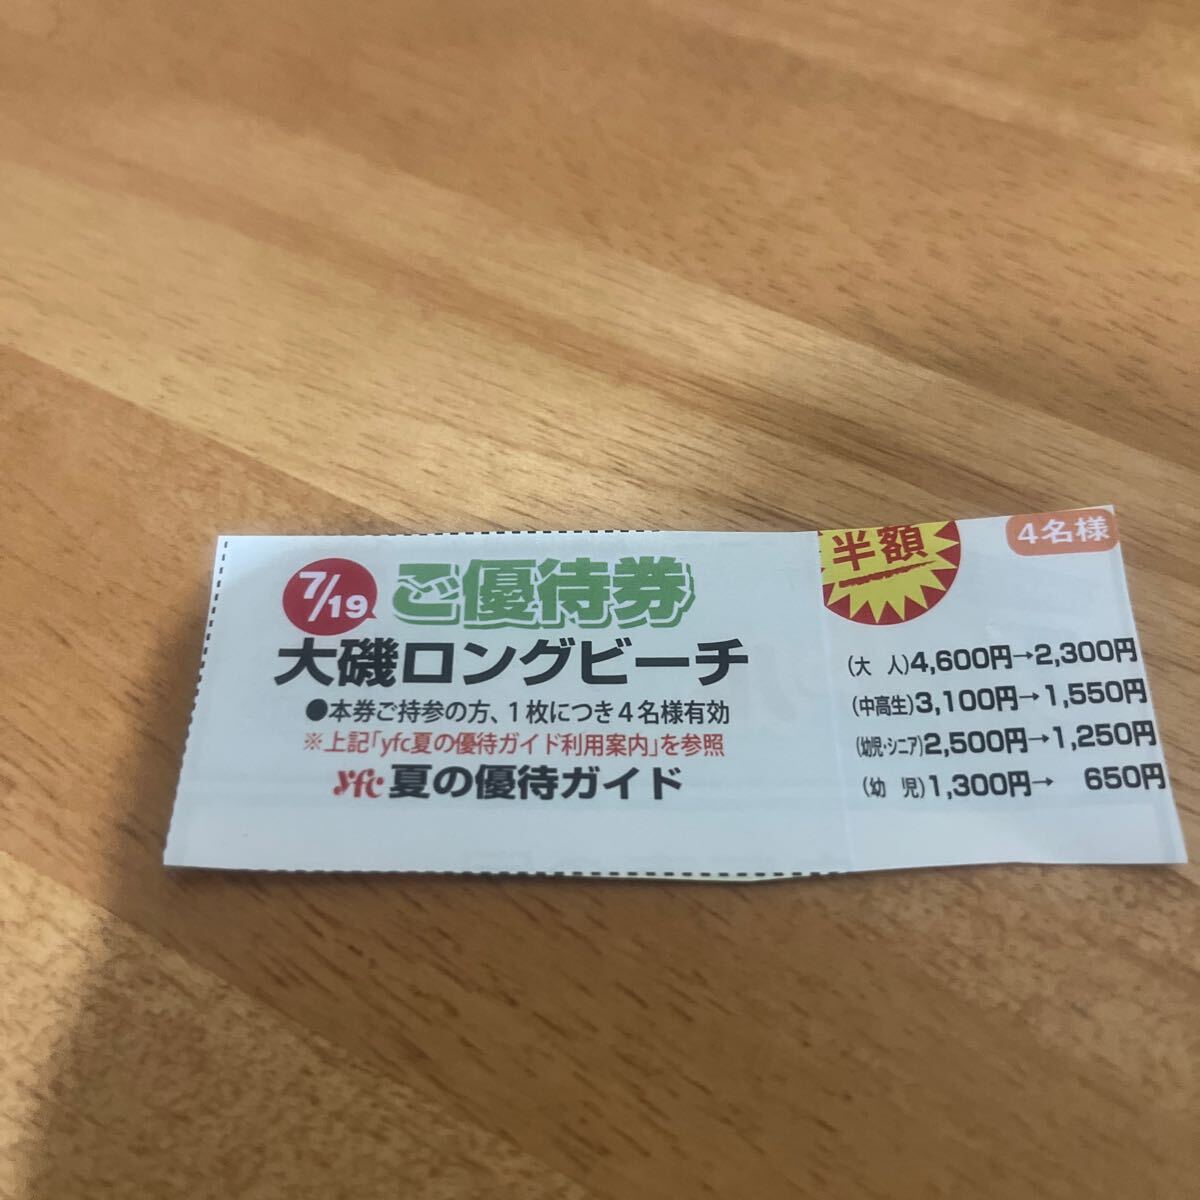 7/19 ご優待券
大磯ロングビーチ
●本券ご持参の方、1枚につき4名様有効
※上記「yfc夏の優待ガイド利用案内」を参照
yfc 夏の優待ガイド
半額
4名様
(大 人)4,600円→2,300円
(中高生)3,100円→1,550円
(幼児・シニア)2,500円→1,250円
(幼 児)1,300円→ 650円